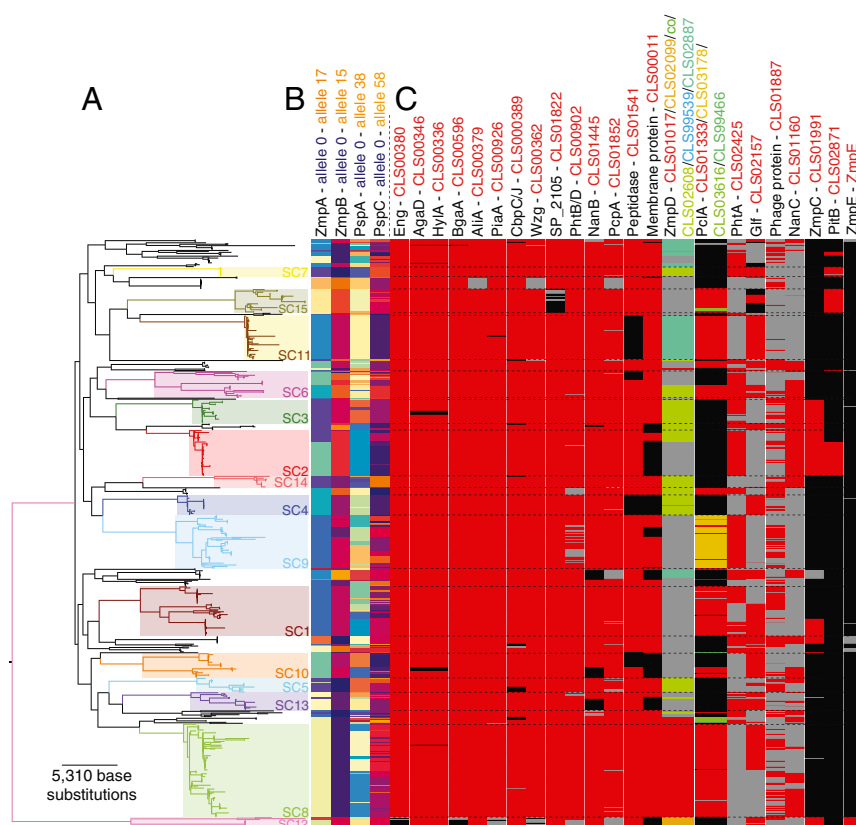 A
B
C
ZmpA - allele 0 - allele 17
ZmpB - allele 0 - allele 15
PspA - allele 0 - allele 38
PspC - allele 0 - allele 58
Eng - CLS00380
AgaD - CLS00346
HylA - CLS00336
BgaA - CLS00596
AliA - CLS00379
PiaA - CLS00926
CbpC/J - CLS000389
Wzg - CLS00362
SP_2105 - CLS01822
PhtB/D - CLS00902
NanB - CLS01445
PcpA - CLS01852
Peptidase - CLS01541
Membrane protein - CLS00011
ZmpD - CLS01017/CLS02099/co/
CLS02608/CLS99539/CLS02887
PclA - CLS01333/CLS03178/
CLS03616/CLS99466
PhtA - CLS02425
Glf - CLS02157
Phage protein - CLS01887
NanC - CLS01160
ZmpC - CLS01991
PitB - CLS02871
ZmpE - ZmpE
SC7
SC15
SC11
SC6
SC3
SC2
SC14
SC4
SC9
SC1
SC10
SC5
SC13
SC8
SC12
5,310 base
substitutions